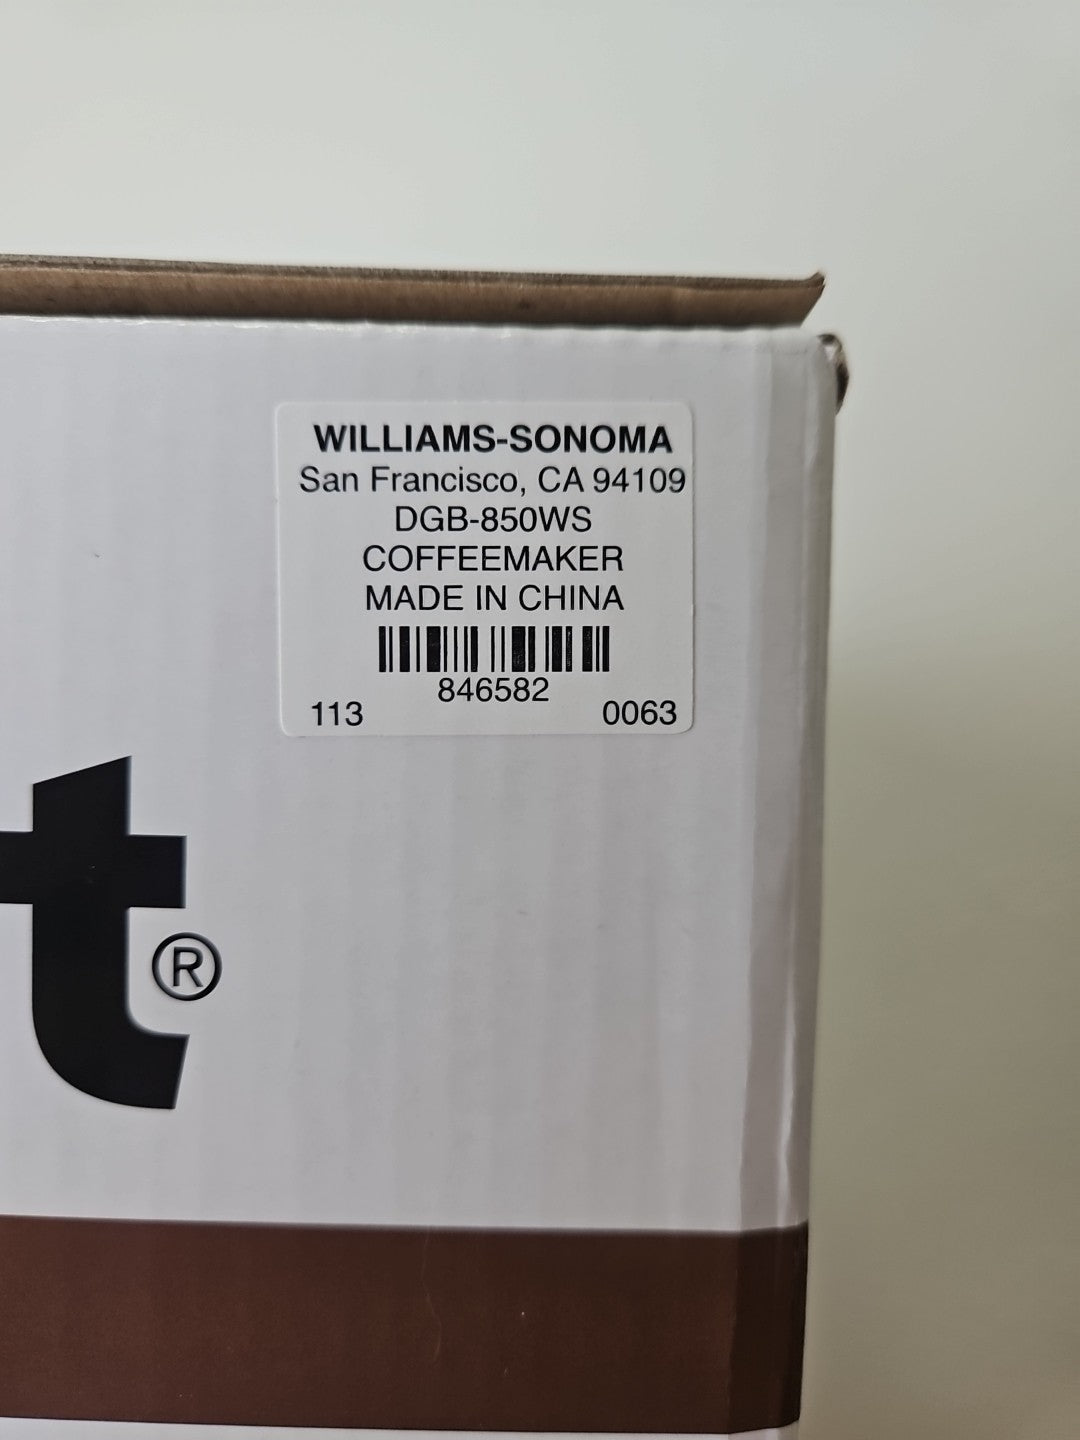 WILLIAMS-SONOMA
San Francisco, CA 94109
DGB-850WS
COFFEEMAKER
MADE IN CHINA
846582
113 0063
t®